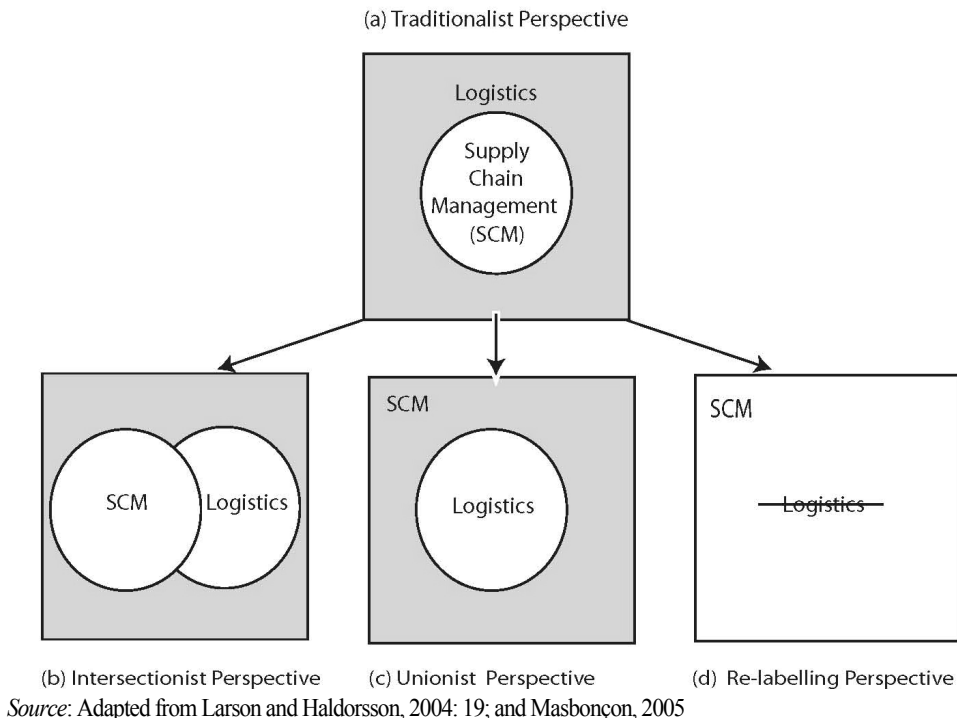 (a) Traditionalist Perspective
Logistics
Supply
Chain
Management
(SCM)
SCM
Logistics
SCM
Logistics
SCM
Logistics
(b) Intersectionist Perspective
(c) Unionist Perspective
(d) Re-labelling Perspective
Source: Adapted from Larson and Haldorsson, 2004: 19; and Masbonçon, 2005